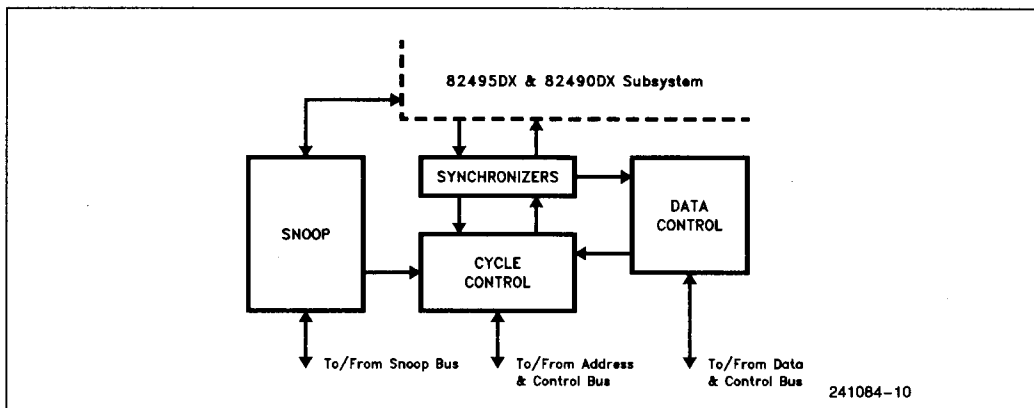 82495DX & 82490DX Subsystem
SYNCHRONIZERS
SNOOP
DATA
CONTROL
CYCLE
CONTROL
To/From Snoop Bus
To/From Address
& Control Bus
To/From Data
& Control Bus
241084-10